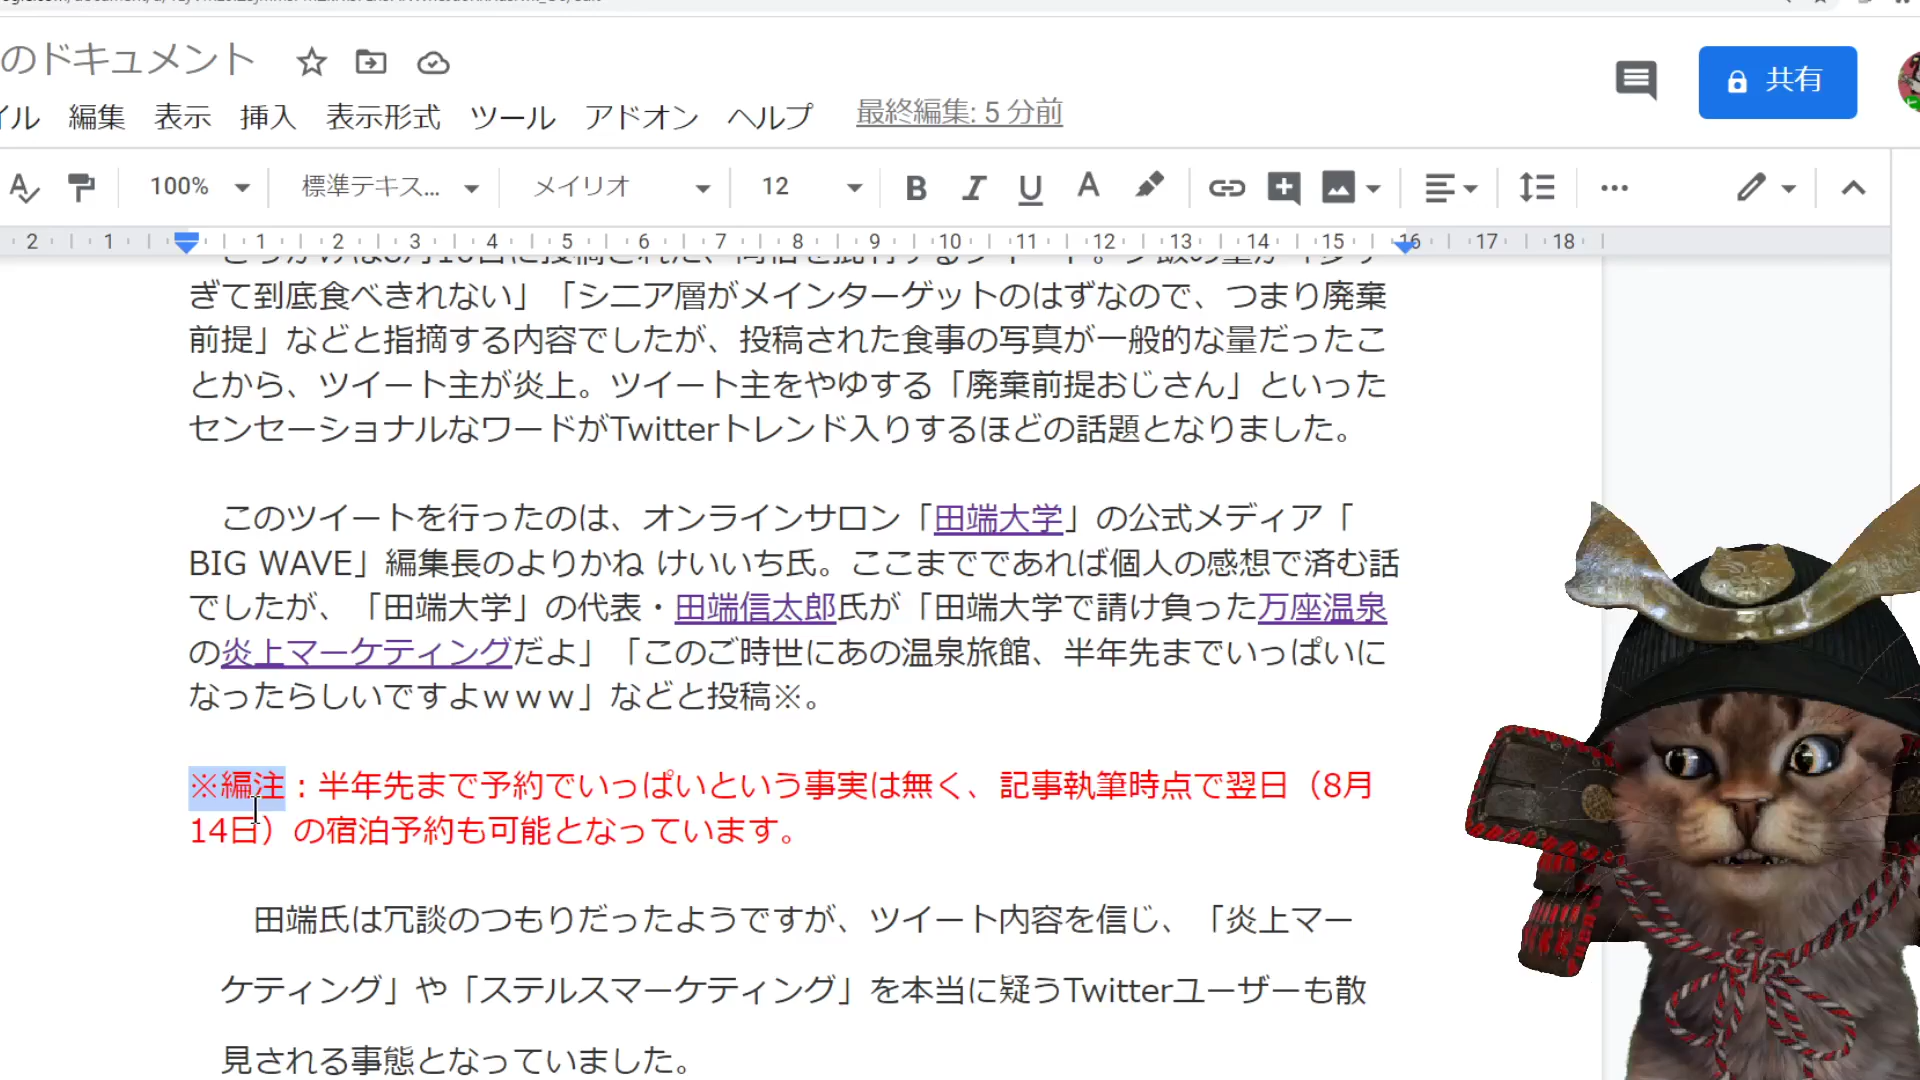 のドキュメント
イル 編集 表示 挿入 表示形式 ツール アドオン ヘルプ 最終編集: 5 分前
共有
100% 標準テキス... メイリオ 12 B I U A
2 1 1 2 3 4 5 6 7 8 9 10 11 12 13 14 15 16 17 18
ぎて到底食べきれない」「シニア層がメインターゲットのはずなので、つまり廃棄
前提」などと指摘する内容でしたが、投稿された食事の写真が一般的な量だったこ
とから、ツイート主が炎上。ツイート主をやゆする「廃棄前提おじさん」といった
センセーショナルなワードがTwitterトレンド入りするほどの話題となりました。
このツイートを行ったのは、オンラインサロン「田端大学」の公式メディア「
BIG WAVE」編集長のよりかね けいいち氏。ここまでであれば個人の感想で済む話
でしたが、「田端大学」の代表・田端信太郎氏が「田端大学で請け負った万座温泉
の炎上マーケティングだよ」「このご時世にあの温泉旅館、半年先までいっぱいに
なったらしいですよｗｗｗ」などと投稿※。
※編注：半年先まで予約でいっぱいという事実は無く、記事執筆時点で翌日（8月
14日）の宿泊予約も可能となっています。
田端氏は冗談のつもりだったようですが、ツイート内容を信じ、「炎上マー
ケティング」や「ステルスマーケティング」を本当に疑うTwitterユーザーも散
見される事態となっていました。